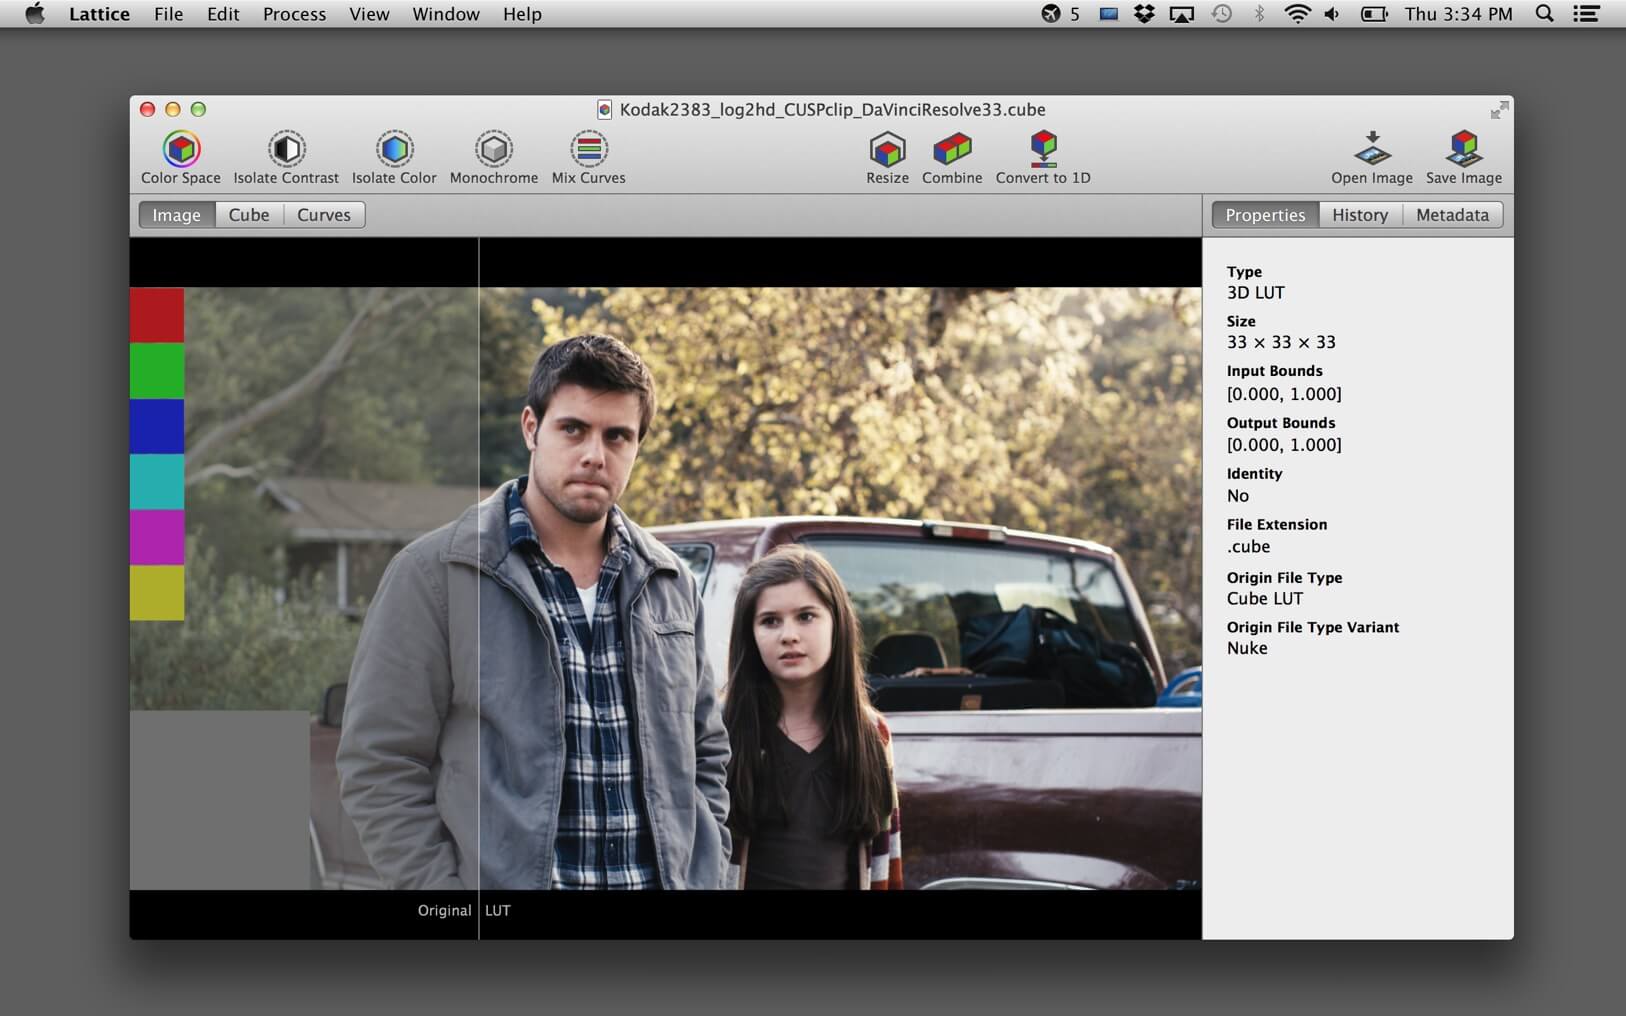 Lattice File Edit Process View Window Help 5 Thu 3:34 PM
Kodak2383_log2hd_CUSPclip_DaVinciResolve33.cube
Color Space Isolate Contrast Isolate Color Monochrome Mix Curves Resize Combine Convert to 1D Open Image Save Image
Image Cube Curves Properties History Metadata
Type
3D LUT
Size
33 × 33 × 33
Input Bounds
[0.000, 1.000]
Output Bounds
[0.000, 1.000]
Identity
No
File Extension
.cube
Origin File Type
Cube LUT
Origin File Type Variant
Nuke
Original LUT